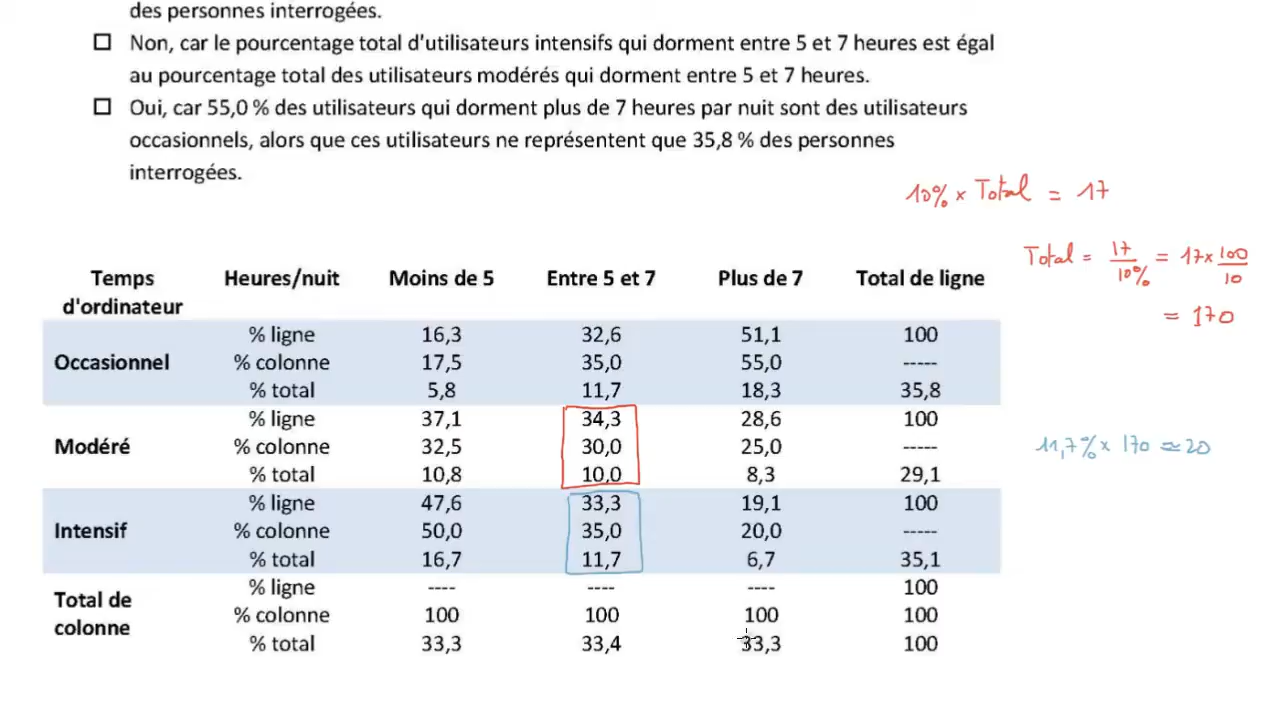 des personnes interrogées.
☐ Non, car le pourcentage total d'utilisateurs intensifs qui dorment entre 5 et 7 heures est égal
au pourcentage total des utilisateurs modérés qui dorment entre 5 et 7 heures.
☐ Oui, car 55,0 % des utilisateurs qui dorment plus de 7 heures par nuit sont des utilisateurs
occasionnels, alors que ces utilisateurs ne représentent que 35,8 % des personnes
interrogées.
10% × Total = 17
Total = 17/10% = 17 × 100/10
= 170
Temps d'ordinateur Heures/nuit Moins de 5 Entre 5 et 7 Plus de 7 Total de ligne
% ligne 16,3 32,6 51,1 100
Occasionnel % colonne 17,5 35,0 55,0 -----
% total 5,8 11,7 18,3 35,8
% ligne 37,1 34,3 28,6 100
Modéré % colonne 32,5 30,0 25,0 -----
% total 10,8 10,0 8,3 29,1
11,7% × 170 ≈ 20
% ligne 47,6 33,3 19,1 100
Intensif % colonne 50,0 35,0 20,0 -----
% total 16,7 11,7 6,7 35,1
Total de colonne % ligne ---- ---- ---- 100
% colonne 100 100 100 100
% total 33,3 33,4 33,3 100